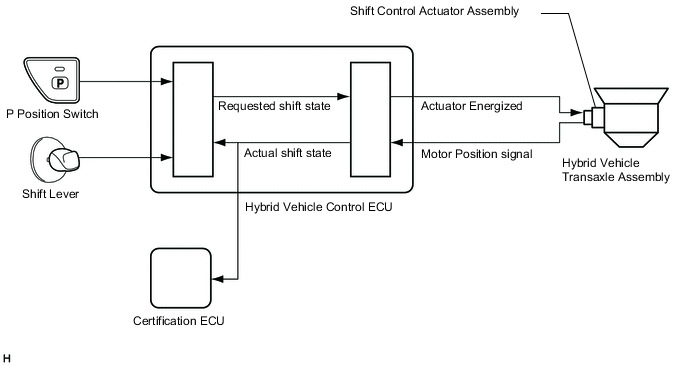 Shift Control Actuator Assembly
P
P Position Switch
Requested shift state
Actuator Energized
Actual shift state
Motor Position signal
Hybrid Vehicle
Transaxle Assembly
Shift Lever
Hybrid Vehicle Control ECU
Certification ECU
H